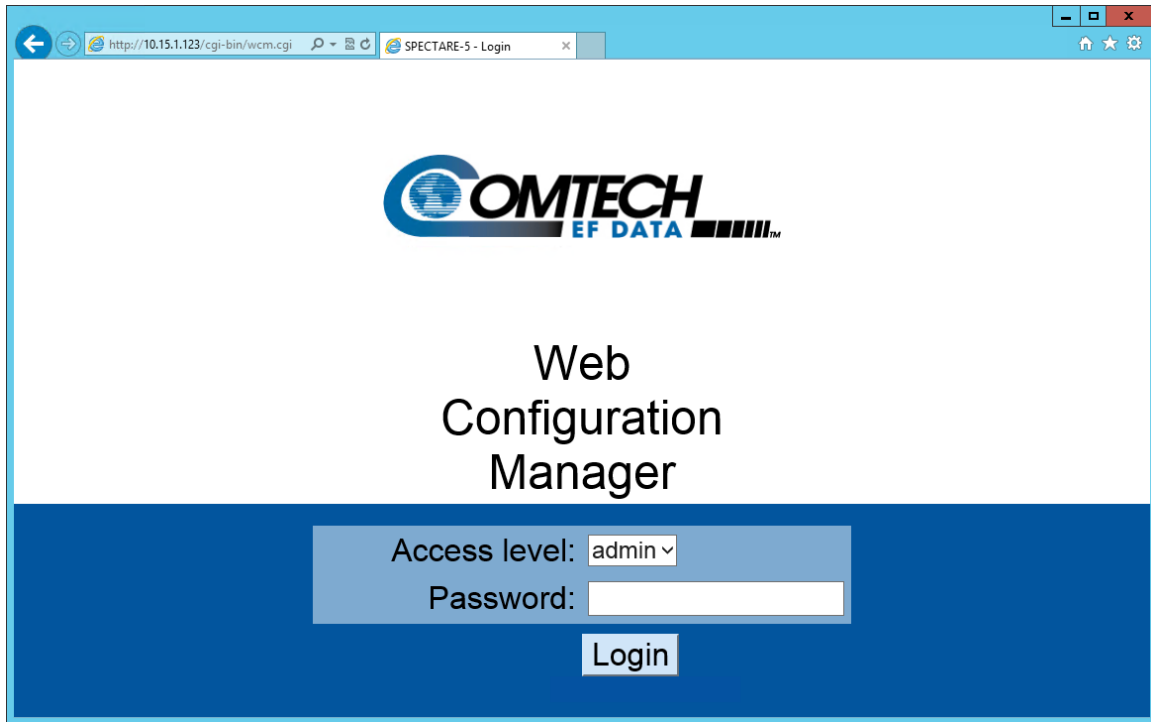 http://10.15.1.123/cgi-bin/wcm.cgi
SPECTARE-5 - Login
COMTECH
EF DATA
TM
Web
Configuration
Manager
Access level: admin
Password:
Login